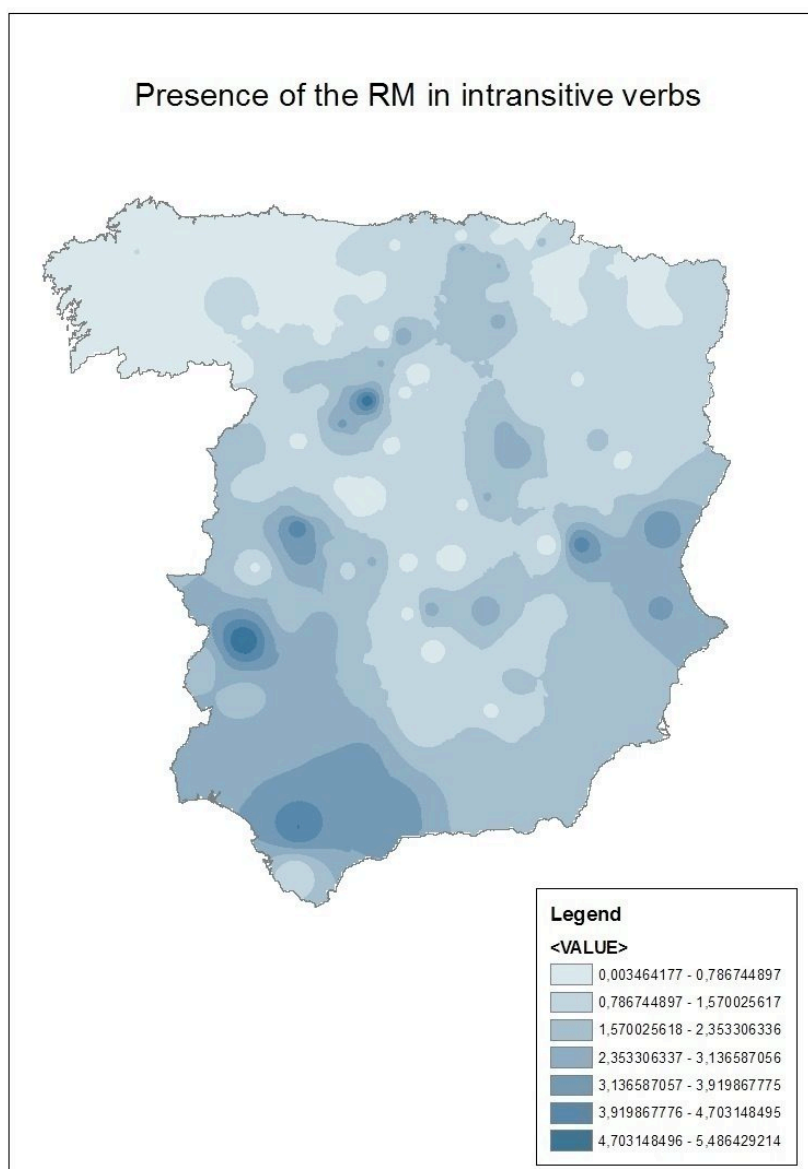 Presence of the RM in intransitive verbs
Legend
<VALUE>
0,003464177 - 0,786744897
0,786744897 - 1,570025617
1,570025618 - 2,353306336
2,353306337 - 3,136587056
3,136587057 - 3,919867775
3,919867776 - 4,703148495
4,703148496 - 5,486429214